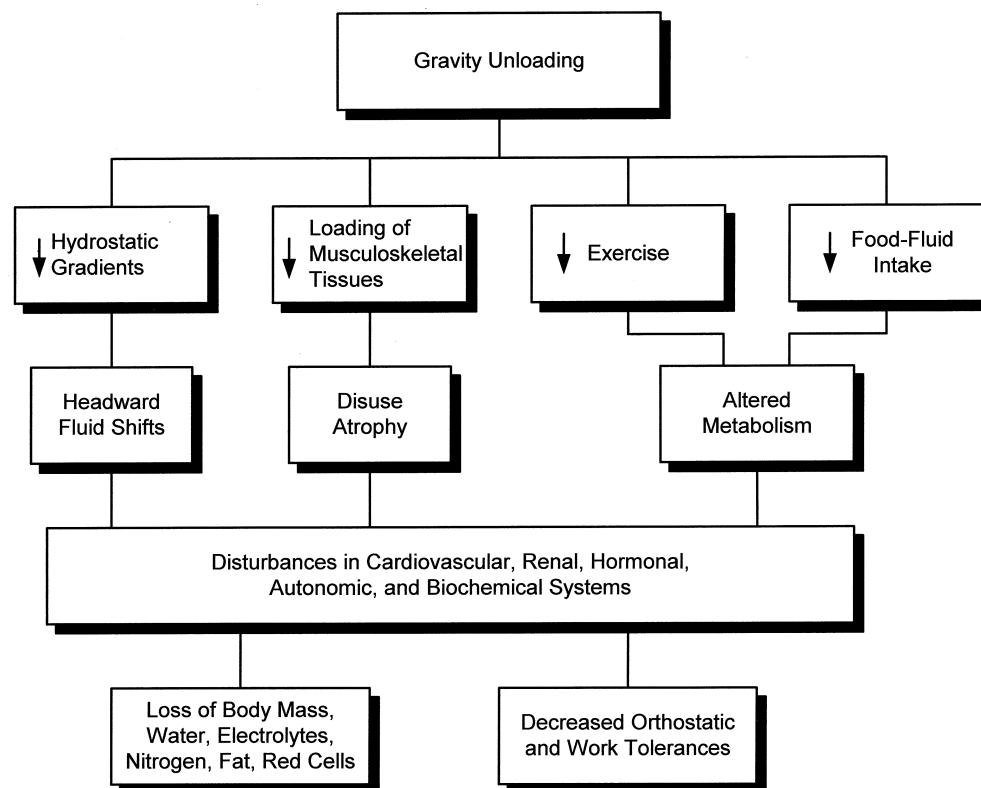 Gravity Unloading
Hydrostatic
Gradients
Loading of
Musculoskeletal
Tissues
Exercise
Food-Fluid
Intake
Headward
Fluid Shifts
Disuse
Atrophy
Altered
Metabolism
Disturbances in Cardiovascular, Renal, Hormonal,
Autonomic, and Biochemical Systems
Loss of Body Mass,
Water, Electrolytes,
Nitrogen, Fat, Red Cells
Decreased Orthostatic
and Work Tolerances